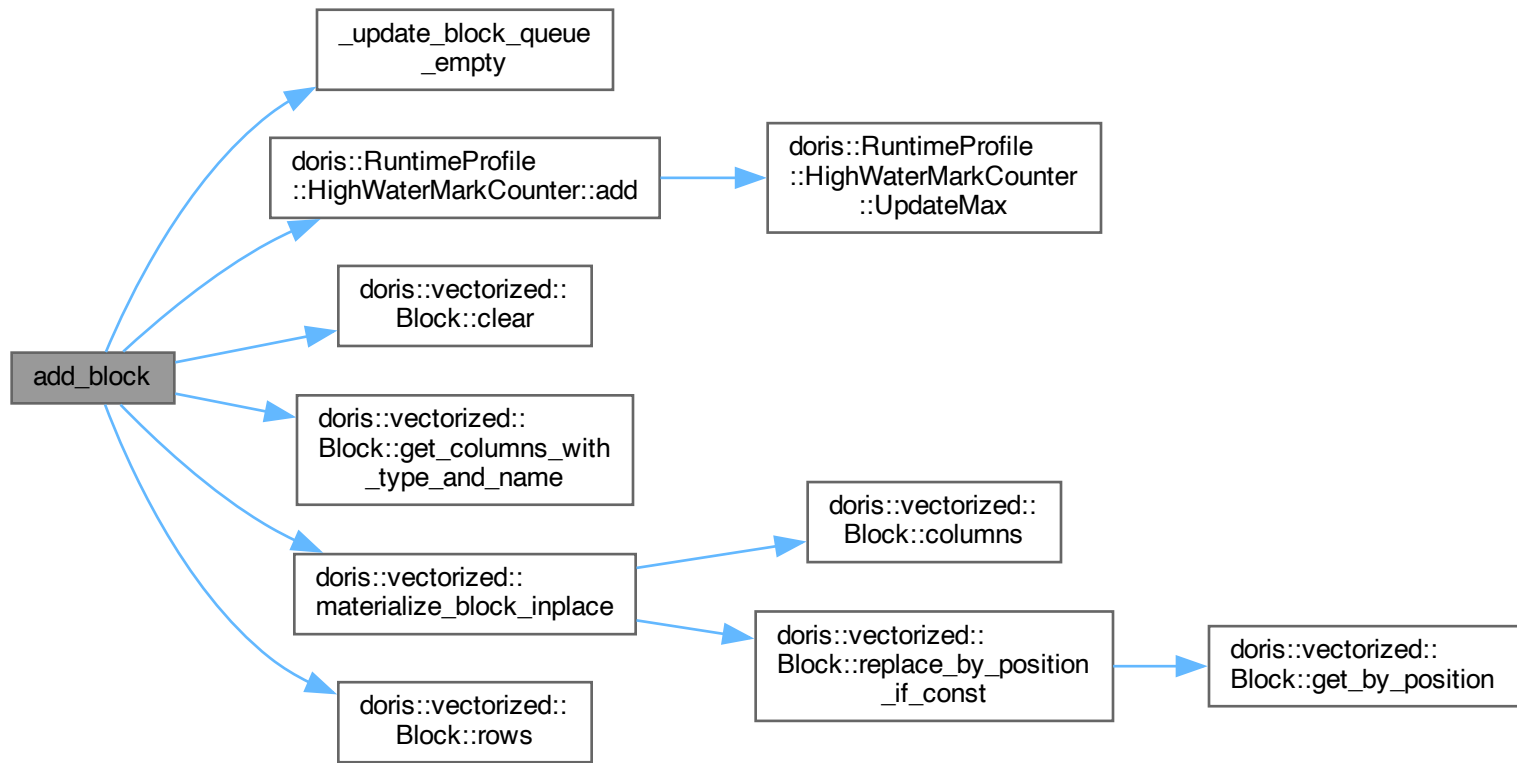 _update_block_queue
_empty
doris::RuntimeProfile
::HighWaterMarkCounter::add
doris::RuntimeProfile
::HighWaterMarkCounter
::UpdateMax
doris::vectorized::
Block::clear
add_block
doris::vectorized::
Block::get_columns_with
_type_and_name
doris::vectorized::
materialize_block_inplace
doris::vectorized::
Block::columns
doris::vectorized::
Block::replace_by_position
_if_const
doris::vectorized::
Block::get_by_position
doris::vectorized::
Block::rows